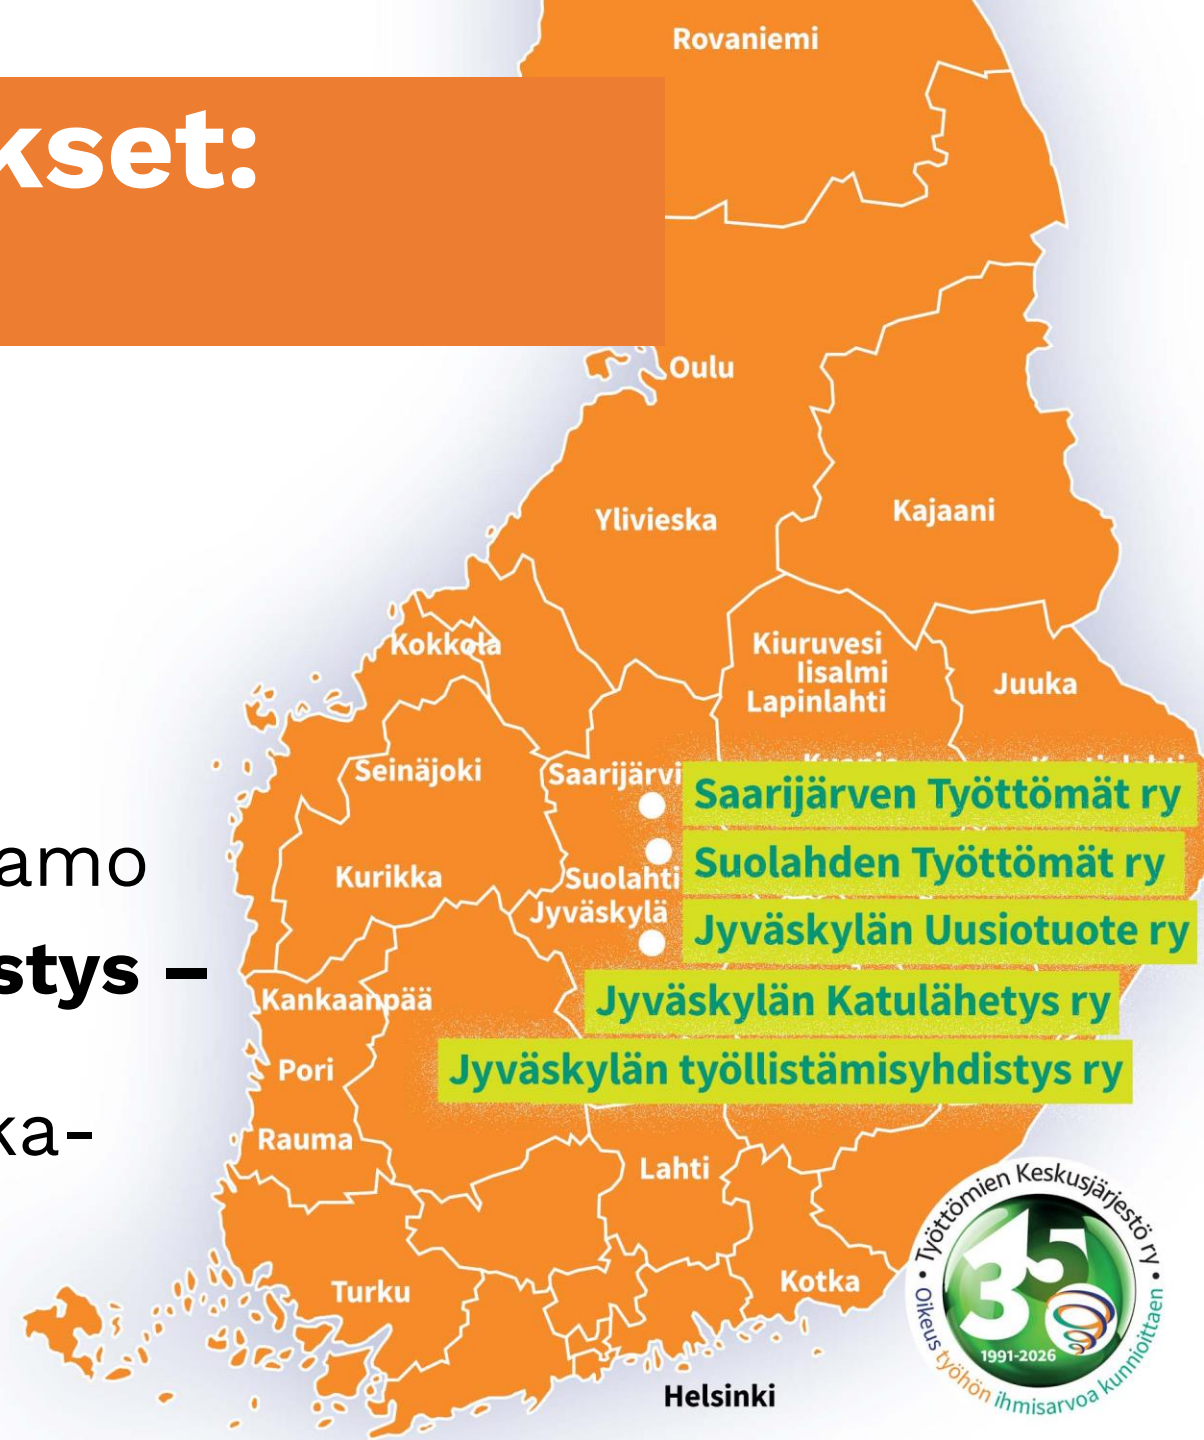 Rovaniemi
kset:
Oulu
Ylivieska
Kajaani
Kokkola
Kiuruvesi
Iisalmi
Lapinlahti
Juuka
Seinäjoki
Saarijärvi
Saarijärven Työttömät ry
amo
Kurikka
Suolahti
Suolahden Työttömät ry
Jyväskylä
Jyväskylän Uusiotuote ry
stys –
Kankaanpää
Jyväskylän Katulähetys ry
Pori
Jyväskylän työllistämisyhdistys ry
ka-
Rauma
Lahti
Turku
Kotka
Helsinki
• Työttömien Keskusjärjestö ry •
35
1991-2026
Oikeus työhön ihmisarvoa kunnioittaen